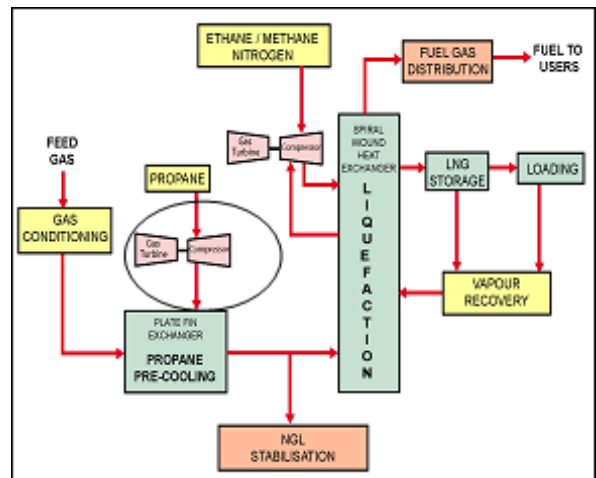 ETHANE / METHANE
NITROGEN
FUEL GAS
DISTRIBUTION
FUEL TO
USERS
FEED
GAS
Gas
Turbine
Compressor
SPIRAL
WOUND
HEAT
EXCHANGER
LIQUEFACTION
LNG
STORAGE
LOADING
PROPANE
GAS
CONDITIONING
Gas
Turbine
Compressor
VAPOUR
RECOVERY
PLATE FIN
EXCHANGER
PROPANE
PRE-COOLING
NGL
STABILISATION